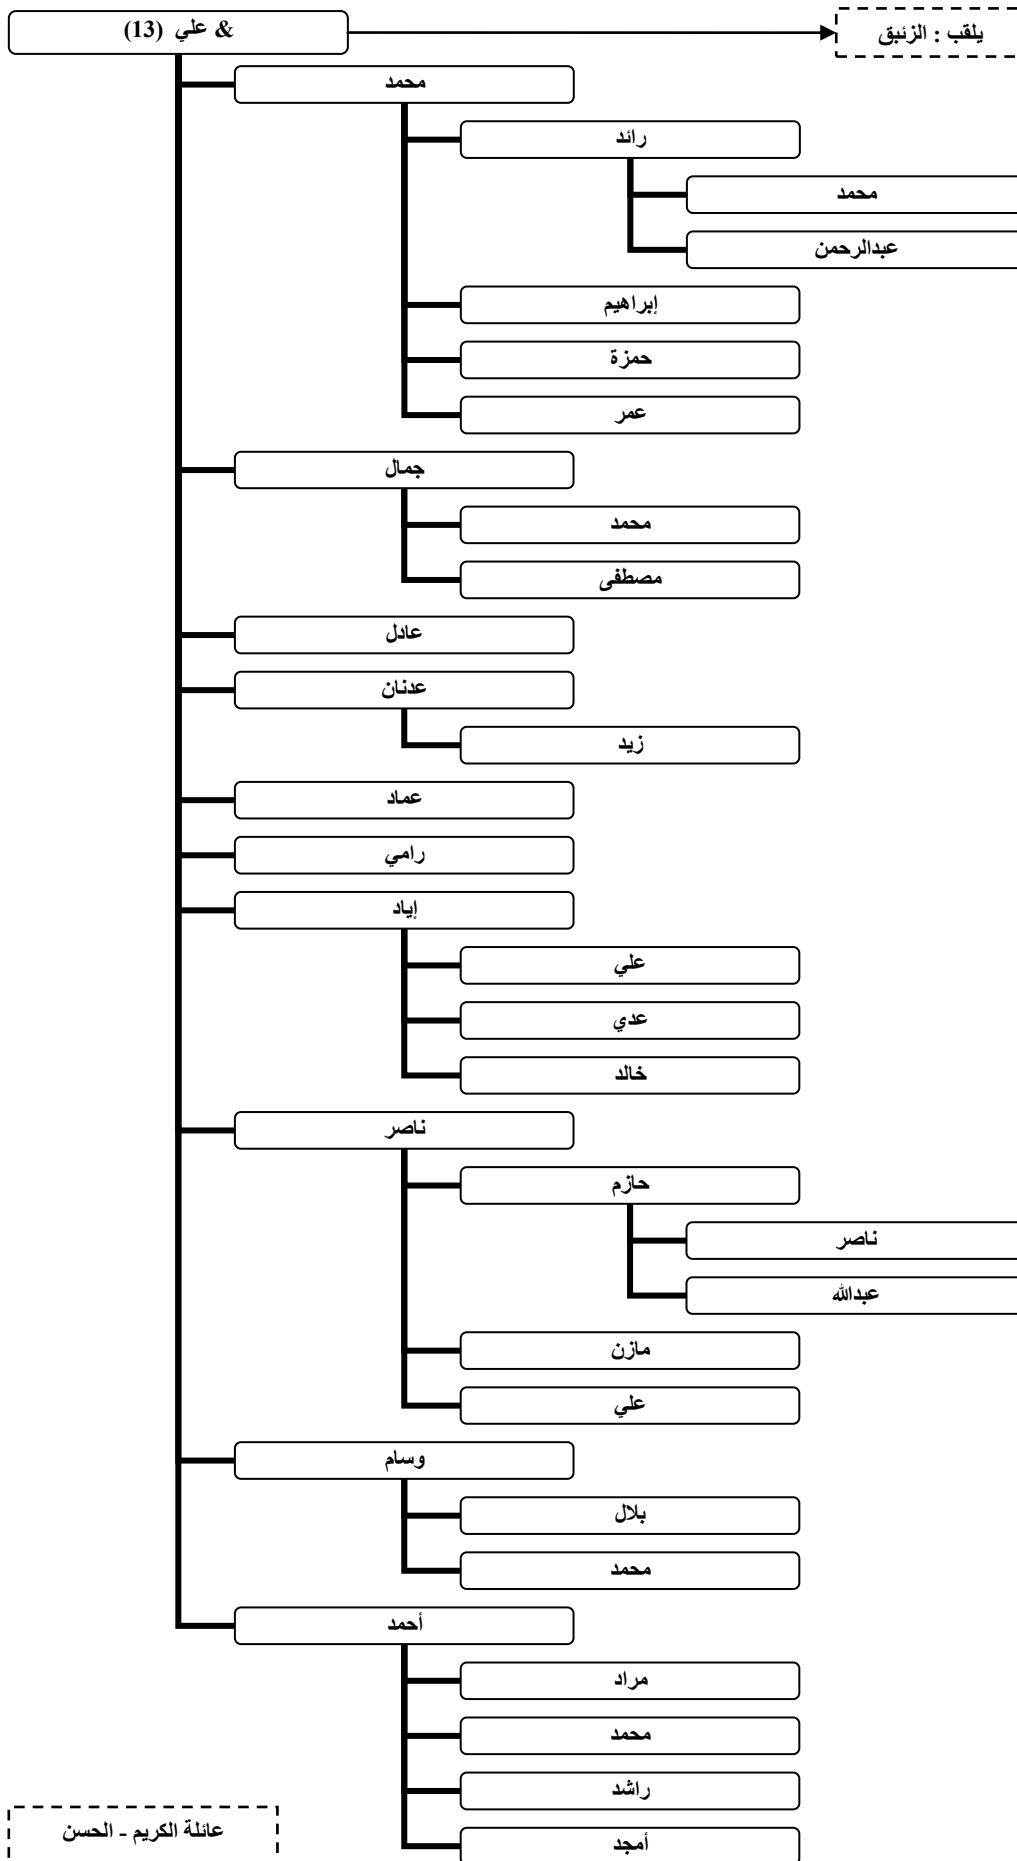 & علي (13)
يلقب : الزئبق
محمد
رائد
محمد
عبدالرحمن
إبراهيم
حمزة
عمر
جمال
محمد
مصطفى
عادل
عدنان
زيد
عماد
رامي
إياد
علي
عدي
خالد
ناصر
حازم
ناصر
عبدالله
مازن
علي
وسام
بلال
محمد
أحمد
مراد
محمد
راشد
أمجد
عائلة الكريم - الحسن